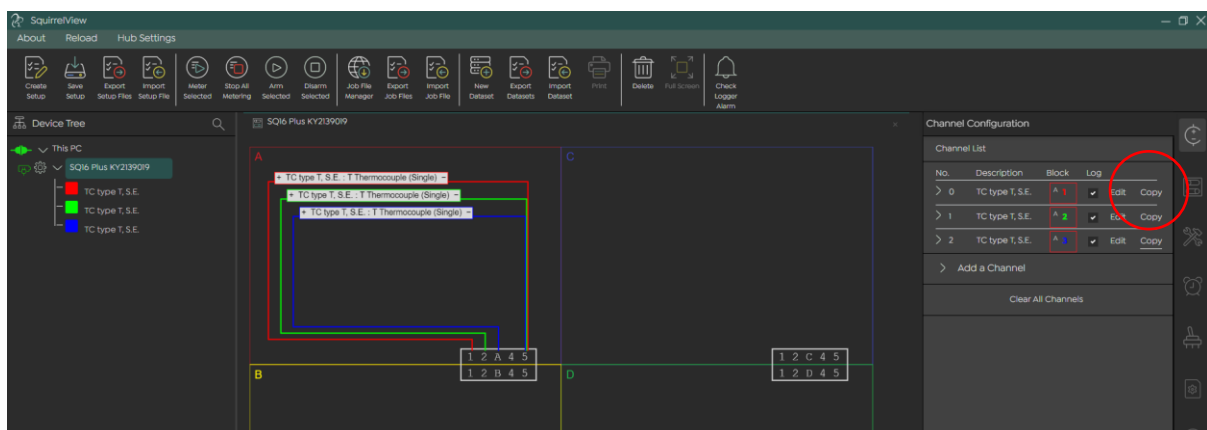 SquirrelView
About Reload Hub Settings
Create Setup
Save Setup
Export Setup Files
Import Setup File
Meter Selected
Stop All Metering
Arm Selected
Disarm Selected
Job File Manager
Export Job Files
Import Job File
New Dataset
Export Datasets
Import Dataset
Print
Delete
Full Screen
Check Logger Alarm
Device Tree
This PC
SQ16 Plus KY2139019
TC type T, S.E.
TC type T, S.E.
TC type T, S.E.
SQ16 Plus KY2139019
A
C
+ TC type T, S.E. : T Thermocouple (Single) -
+ TC type T, S.E. : T Thermocouple (Single) -
+ TC type T, S.E. : T Thermocouple (Single) -
1 2 A 4 5
1 2 B 4 5
1 2 C 4 5
1 2 D 4 5
B
D
Channel Configuration
Channel List
No. Description Block Log
0 TC type T, S.E. A 1 Edit Copy
1 TC type T, S.E. A 2 Edit Copy
2 TC type T, S.E. A 3 Edit Copy
Add a Channel
Clear All Channels